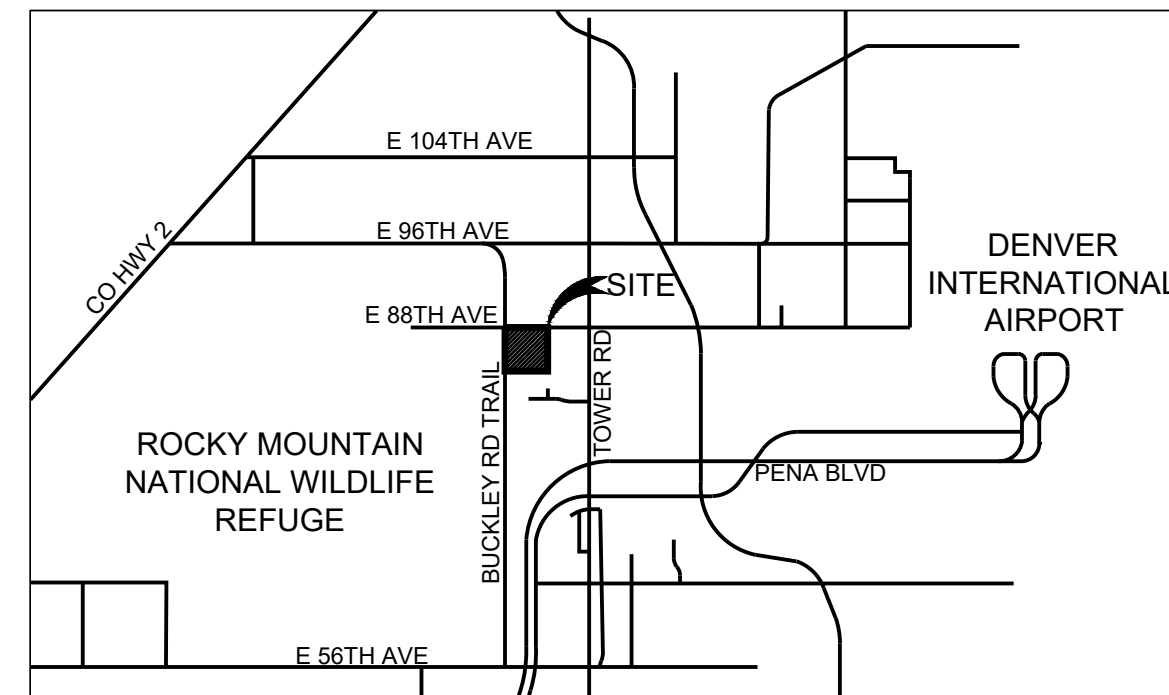 E 104TH AVE
E 96TH AVE
CO HWY 2
DENVER
INTERNATIONAL
AIRPORT
SITE
E 88TH AVE
TOWER RD
BUCKLEY RD TRAIL
ROCKY MOUNTAIN
NATIONAL WILDLIFE
REFUGE
PENA BLVD
E 56TH AVE